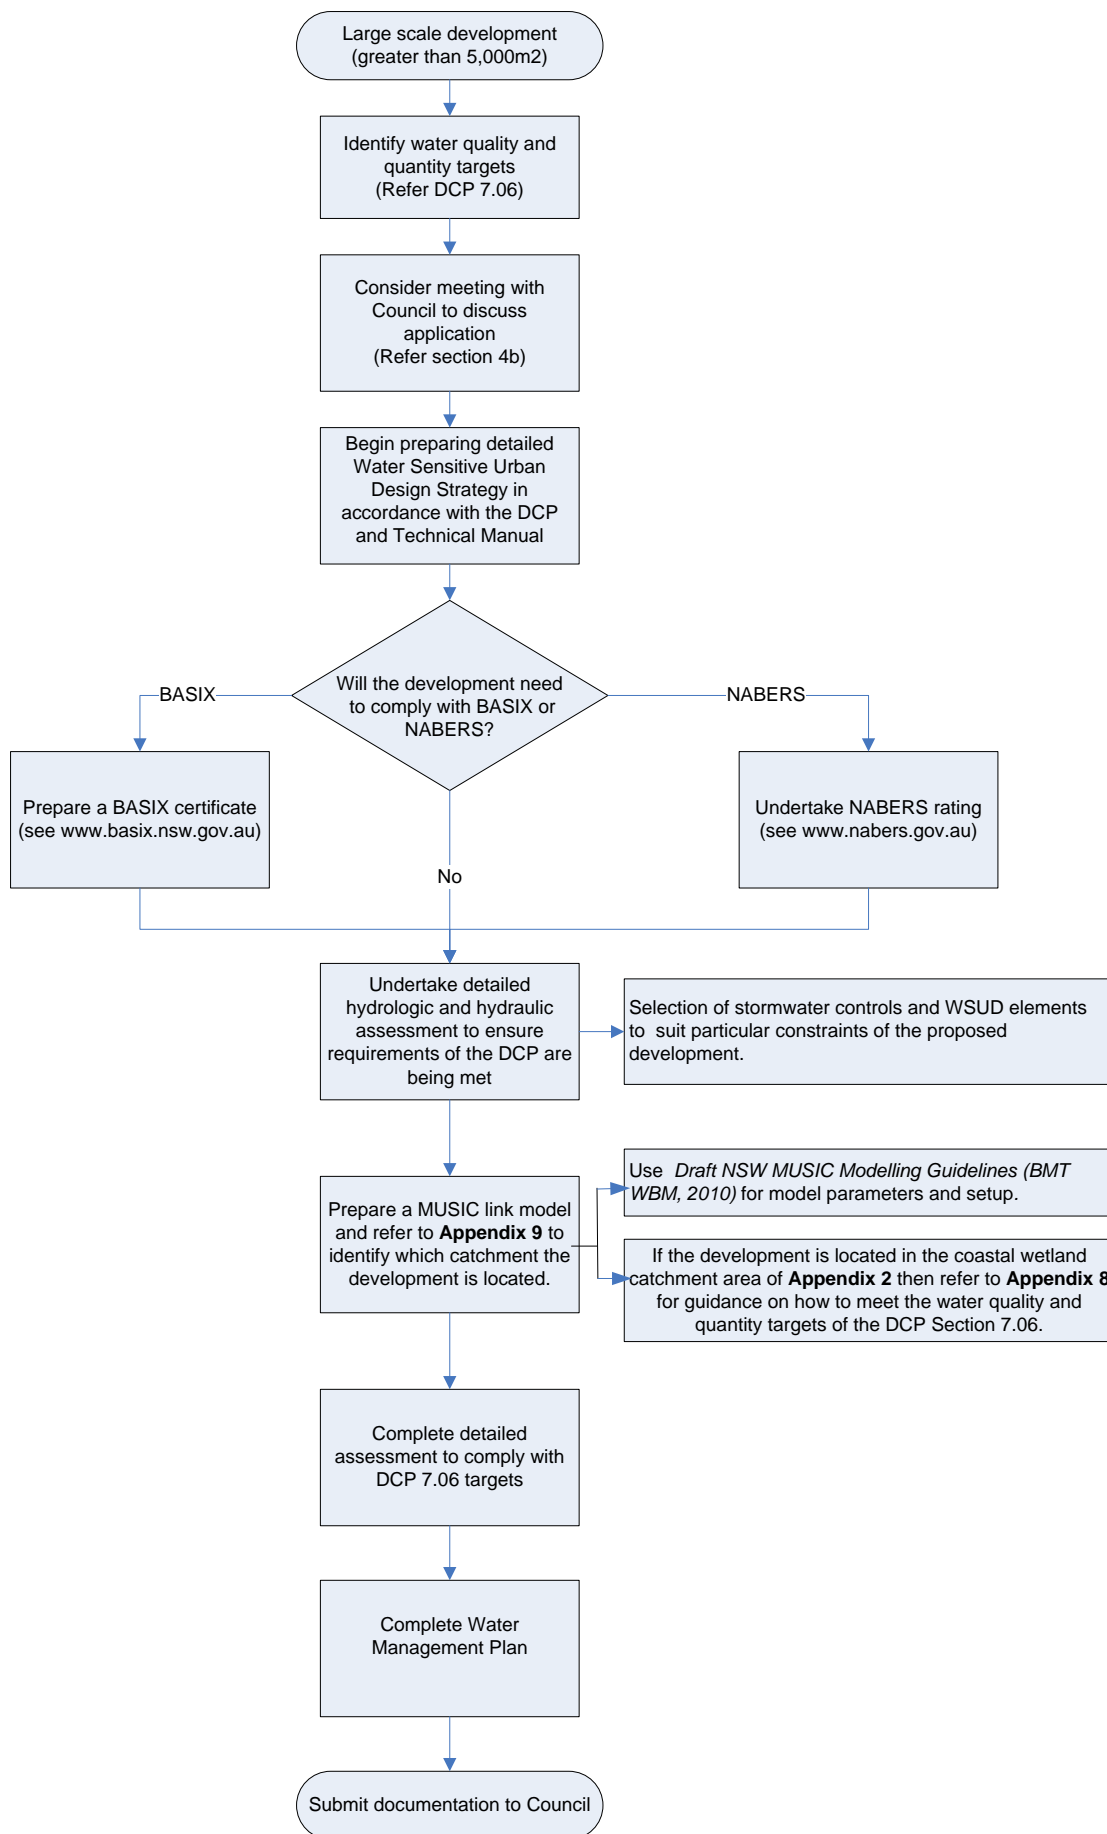 Large scale development
(greater than 5,000m2)
Identify water quality and
quantity targets
(Refer DCP 7.06)
Consider meeting with
Council to discuss
application
(Refer section 4b)
Begin preparing detailed
Water Sensitive Urban
Design Strategy in
accordance with the DCP
and Technical Manual
Will the development need
to comply with BASIX or
NABERS?
BASIX
NABERS
Prepare a BASIX certificate
(see www.basix.nsw.gov.au)
Undertake NABERS rating
(see www.nabers.gov.au)
No
Undertake detailed
hydrologic and hydraulic
assessment to ensure
requirements of the DCP are
being met
Selection of stormwater controls and WSUD elements
to suit particular constraints of the proposed
development.
Prepare a MUSIC link model
and refer to Appendix 9 to
identify which catchment the
development is located.
Use Draft NSW MUSIC Modelling Guidelines (BMT
WBM, 2010) for model parameters and setup.
If the development is located in the coastal wetland
catchment area of Appendix 2 then refer to Appendix 8
for guidance on how to meet the water quality and
quantity targets of the DCP Section 7.06.
Complete detailed
assessment to comply with
DCP 7.06 targets
Complete Water
Management Plan
Submit documentation to Council